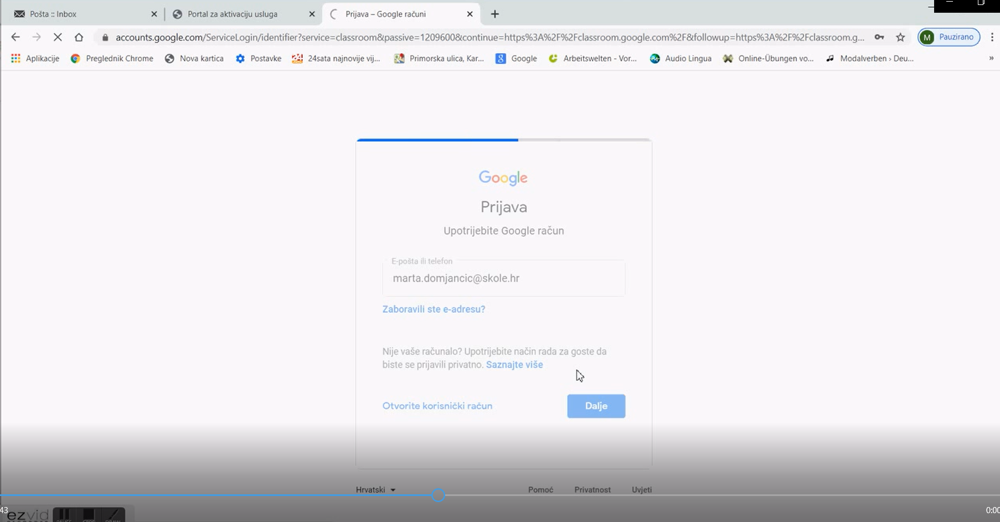 Pošta :: Inbox
Portal za aktivaciju usluga
Prijava – Google računi
accounts.google.com/ServiceLogin/identifier?service=classroom&passive=1209600&continue=https%3A%2F%2Fclassroom.google.com%2F&followup=https%3A%2F%2Fclassroom.g...
M Pauzirano
Aplikacije
Preglednik Chrome
Nova kartica
Postavke
24sata najnovije vij...
Primorska ulica, Kar...
Google
Arbeitswelten - Vor...
Audio Lingua
Online-Übungen vo...
Modalverben › Deu...
Google
Prijava
Upotrijebite Google račun
E-pošta ili telefon
marta.domjancic@skole.hr
Zaboravili ste e-adresu?
Nije vaše računalo? Upotrijebite način rada za goste da
biste se prijavili privatno. Saznajte više
Otvorite korisnički račun
Dalje
Hrvatski
Pomoć
Privatnost
Uvjeti
43
0:00
ezvid